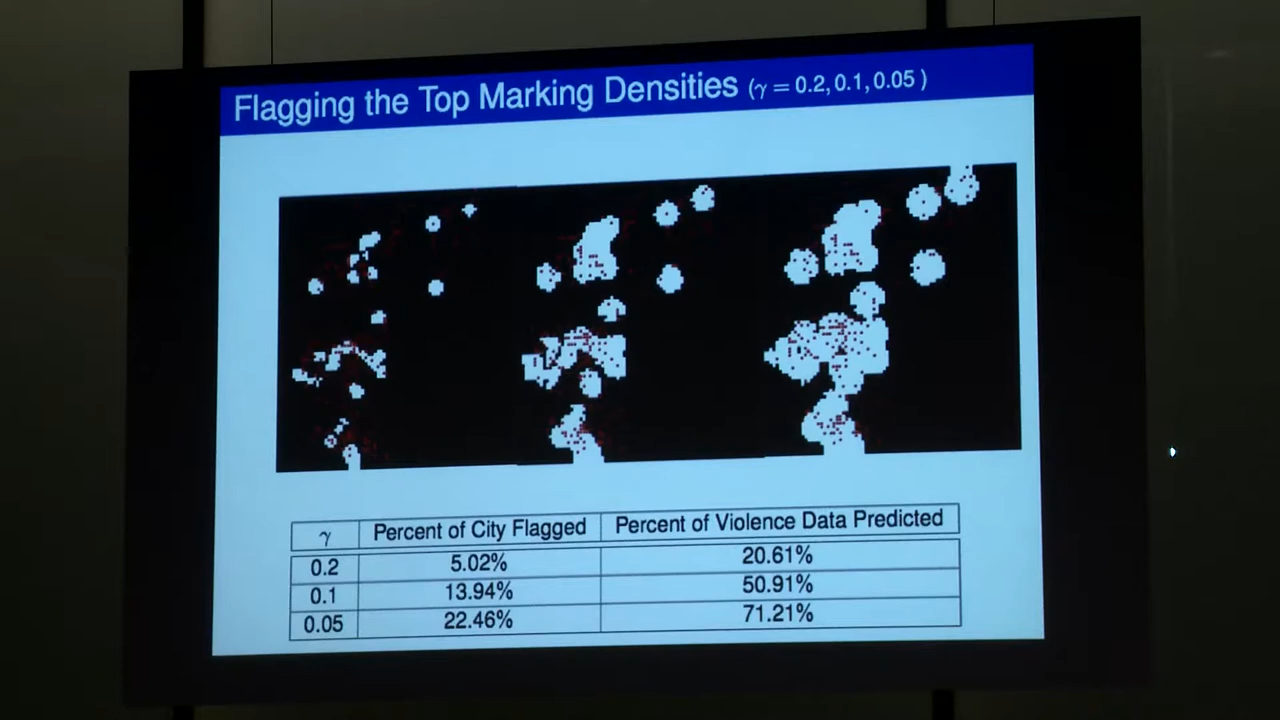 Flagging the Top Marking Densities (γ = 0.2, 0.1, 0.05 )
γ Percent of City Flagged Percent of Violence Data Predicted
0.2 5.02% 20.61%
0.1 13.94% 50.91%
0.05 22.46% 71.21%